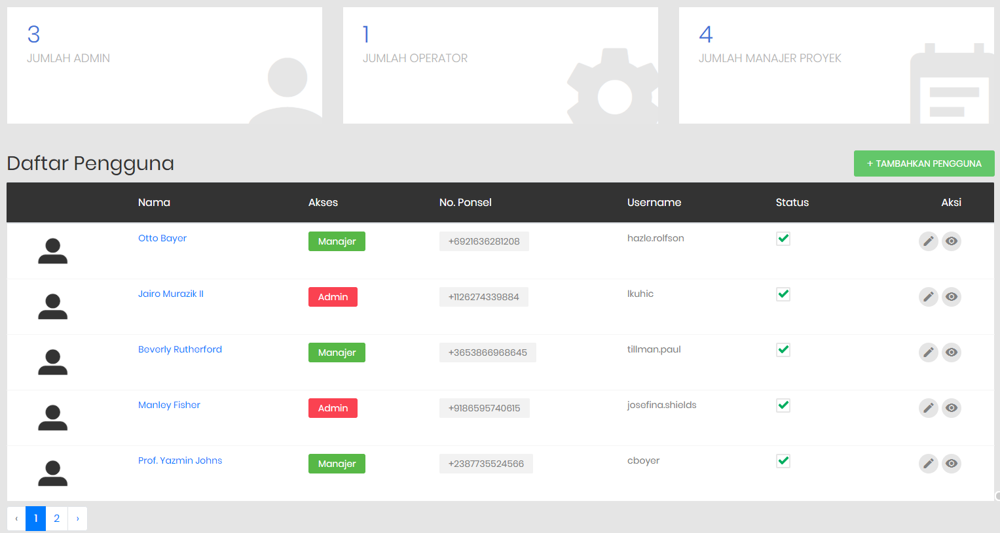 3
JUMLAH ADMIN
1
JUMLAH OPERATOR
4
JUMLAH MANAJER PROYEK
Daftar Pengguna
+ TAMBAHKAN PENGGUNA
Nama Akses No. Ponsel Username Status Aksi
Otto Bayer Manajer +6921636281208 hazle.rolfson
Jairo Murazik II Admin +1126274339884 lkuhic
Beverly Rutherford Manajer +3653866968645 tillman.paul
Manley Fisher Admin +9186595740615 josefina.shields
Prof. Yazmin Johns Manajer +2387735524566 cboyer
‹ 1 2 ›